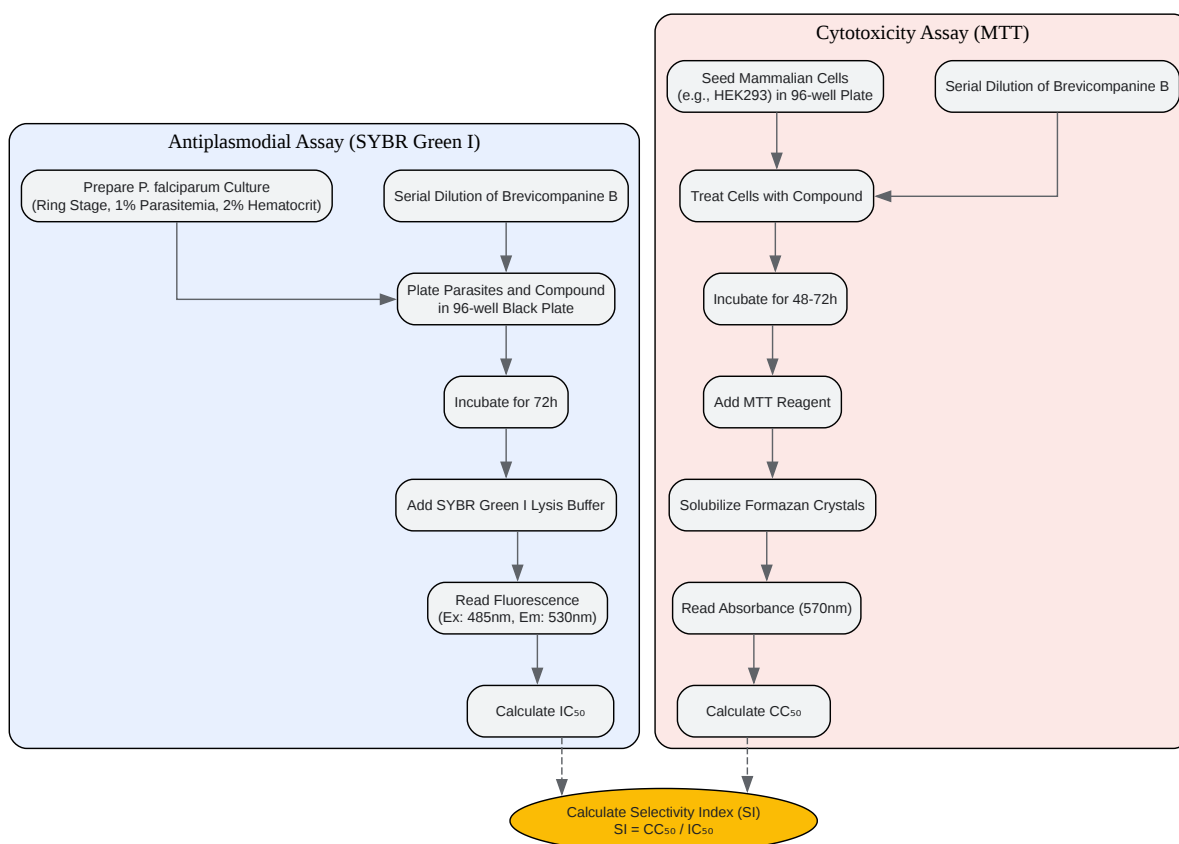 Antiplasmodial Assay (SYBR Green I)
Prepare P. falciparum Culture
(Ring Stage, 1% Parasitemia, 2% Hematocrit)
Serial Dilution of Brevicompanine B
Plate Parasites and Compound
in 96-well Black Plate
Incubate for 72h
Add SYBR Green I Lysis Buffer
Read Fluorescence
(Ex: 485nm, Em: 530nm)
Calculate IC₅₀
Cytotoxicity Assay (MTT)
Seed Mammalian Cells
(e.g., HEK293) in 96-well Plate
Serial Dilution of Brevicompanine B
Treat Cells with Compound
Incubate for 48-72h
Add MTT Reagent
Solubilize Formazan Crystals
Read Absorbance (570nm)
Calculate CC₅₀
Calculate Selectivity Index (SI)
SI = CC₅₀ / IC₅₀